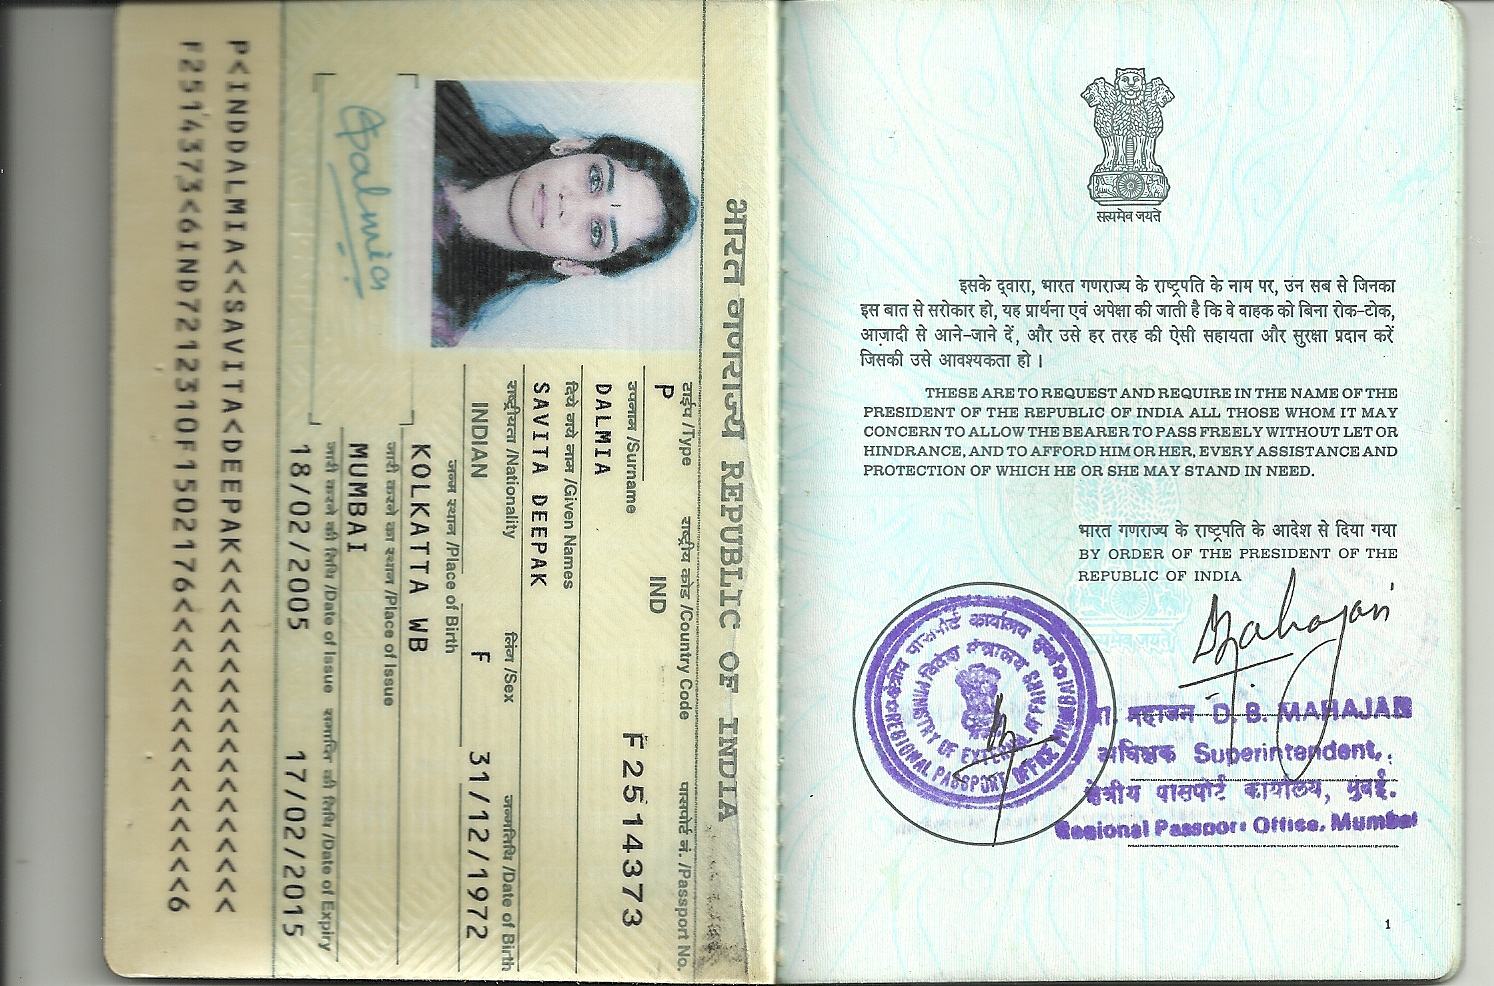 भारत गणराज्य REPUBLIC OF INDIA
टाईप /Type राष्ट्रीय कोड /Country Code पासपोर्ट नं. /Passport No.
P IND F2514373
उपनाम /Surname
DALMIA
दिये गये नाम /Given Names
SAVITA DEEPAK
राष्ट्रीयता /Nationality लिंग /Sex जन्मतिथि /Date of Birth
INDIAN F 31/12/1972
जन्म स्थान /Place of Birth
KOLKATTA WB
जारी करने का स्थान /Place of Issue
MUMBAI
जारी करने की तिथि /Date of Issue समाप्ति की तिथि /Date of Expiry
18/02/2005 17/02/2015
Dalmia
P<INDDALMIA<<SAVITA<DEEPAK<<<<<<<<<<<<<<<<<<
F2514373<6IND7212310F1502176<<<<<<<<<<<<<<<6
सत्यमेव जयते
इसके द्वारा, भारत गणराज्य के राष्ट्रपति के नाम पर, उन सब से जिनका
इस बात से सरोकार हो, यह प्रार्थना एवं अपेक्षा की जाती है कि वे वाहक को बिना रोक-टोक,
आज़ादी से आने-जाने दें, और उसे हर तरह की ऐसी सहायता और सुरक्षा प्रदान करें
जिसकी उसे आवश्यकता हो ।
THESE ARE TO REQUEST AND REQUIRE IN THE NAME OF THE
PRESIDENT OF THE REPUBLIC OF INDIA ALL THOSE WHOM IT MAY
CONCERN TO ALLOW THE BEARER TO PASS FREELY WITHOUT LET OR
HINDRANCE, AND TO AFFORD HIM OR HER, EVERY ASSISTANCE AND
PROTECTION OF WHICH HE OR SHE MAY STAND IN NEED.
भारत गणराज्य के राष्ट्रपति के आदेश से दिया गया
BY ORDER OF THE PRESIDENT OF THE
REPUBLIC OF INDIA
Mahajan
पासपोर्ट कार्यालय मुंबई
विदेश मंत्रालय
MINISTRY OF EXTERNAL AFFAIRS
REGIONAL PASSPORT OFFICE MUMBAI
महाजन D. B. MAHAJAN
अधिक्षक Superintendent,
क्षेत्रीय पासपोर्ट कार्यालय, मुंबई.
Regional Passport Office, Mumbai
1